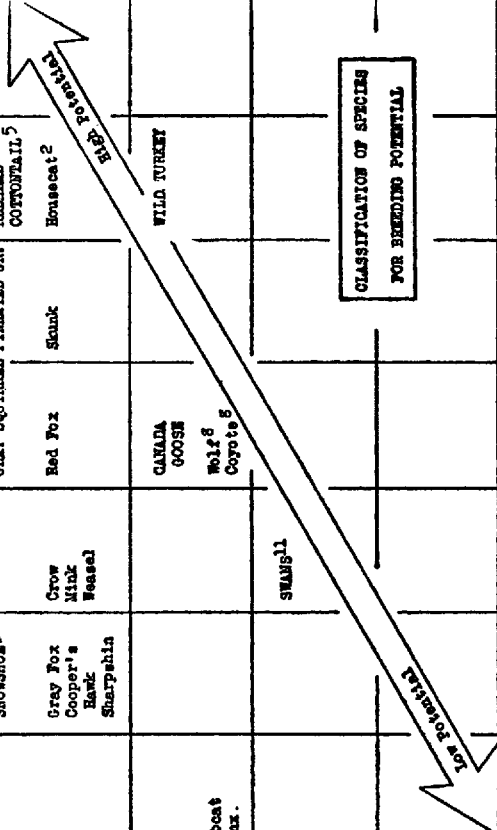 COTTONTAIL⁵
Gray Fox
Cooper's
Hawk
Sharpshin
Crow
Mink
Weasel
Red Fox
Skunk
Housecat²
High Potential
CANADA
GOOSE
Wolf⁸
Coyote⁸
WILD TURKEY
SWANS¹¹
Low Potential
CLASSIFICATION OF SPECIES
FOR BREEDING POTENTIAL